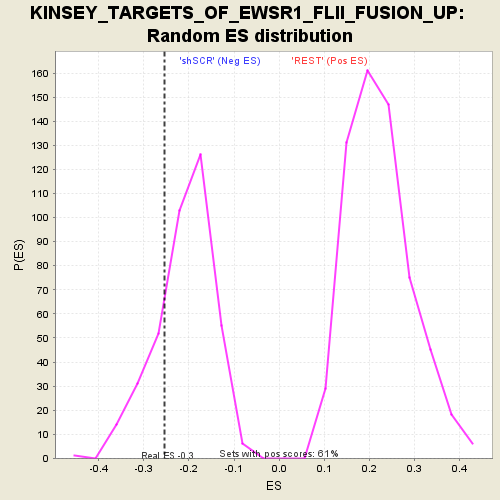 KINSEY_TARGETS_OF_EWSR1_FLII_FUSION_UP:
Random ES distribution
'shSCR' (Neg ES) 'REST' (Pos ES)
160
150
140
130
120
110
100
90
80
70
60
50
40
30
20
10
0
P(ES)
Real ES -0.3 Sets with pos scores: 61%
-0.4 -0.3 -0.2 -0.1 0.0 0.1 0.2 0.3 0.4
ES